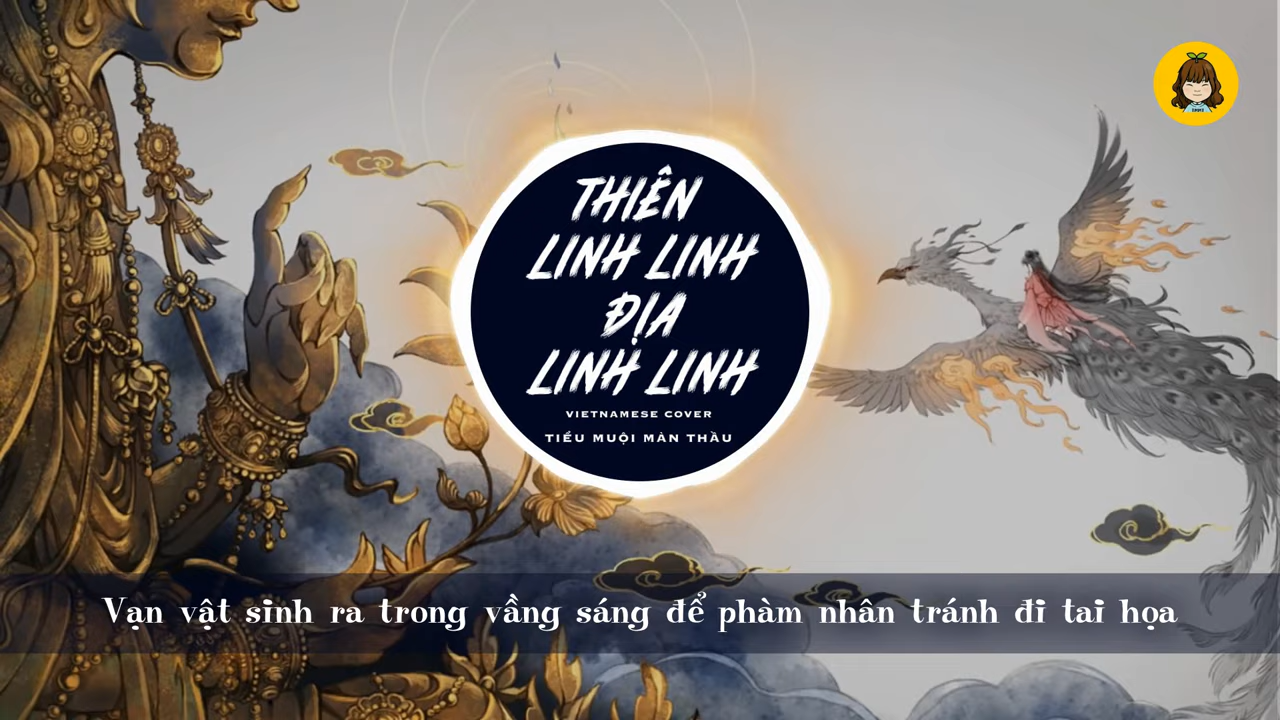 THIÊN
LINH LINH
ĐỊA
LINH LINH
VIETNAMESE COVER
TIỂU MUỘI MÀN THẦU
Vạn vật sinh ra trong vầng sáng để phàm nhân tránh đi tai họa